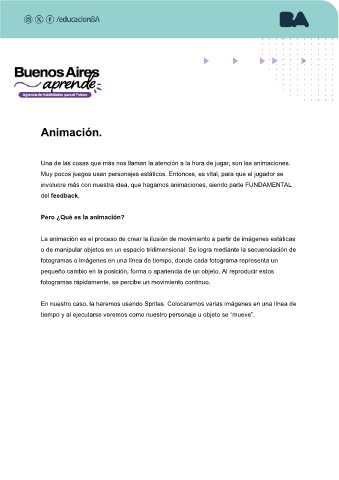 /educacionBA
BA
Buenos Aires
aprende
Agencia de Habilidades para el Futuro
Animación.
Una de las cosas que más nos llaman la atención a la hora de jugar, son las animaciones.
Muy pocos juegos usan personajes estáticos. Entonces, es vital, para que el jugador se
involucre más con nuestra idea, que hagamos animaciones, siendo parte FUNDAMENTAL
del feedback.
Pero ¿Qué es la animación?
La animación es el proceso de crear la ilusión de movimiento a partir de imágenes estáticas
o de manipular objetos en un espacio tridimensional. Se logra mediante la secuenciación de
fotogramas o imágenes en una línea de tiempo, donde cada fotograma representa un
pequeño cambio en la posición, forma o apariencia de un objeto. Al reproducir estos
fotogramas rápidamente, se percibe un movimiento continuo.
En nuestro caso, la haremos usando Sprites. Colocaremos varias imágenes en una línea de
tiempo y al ejecutarse veremos como nuestro personaje u objeto se “mueve”.